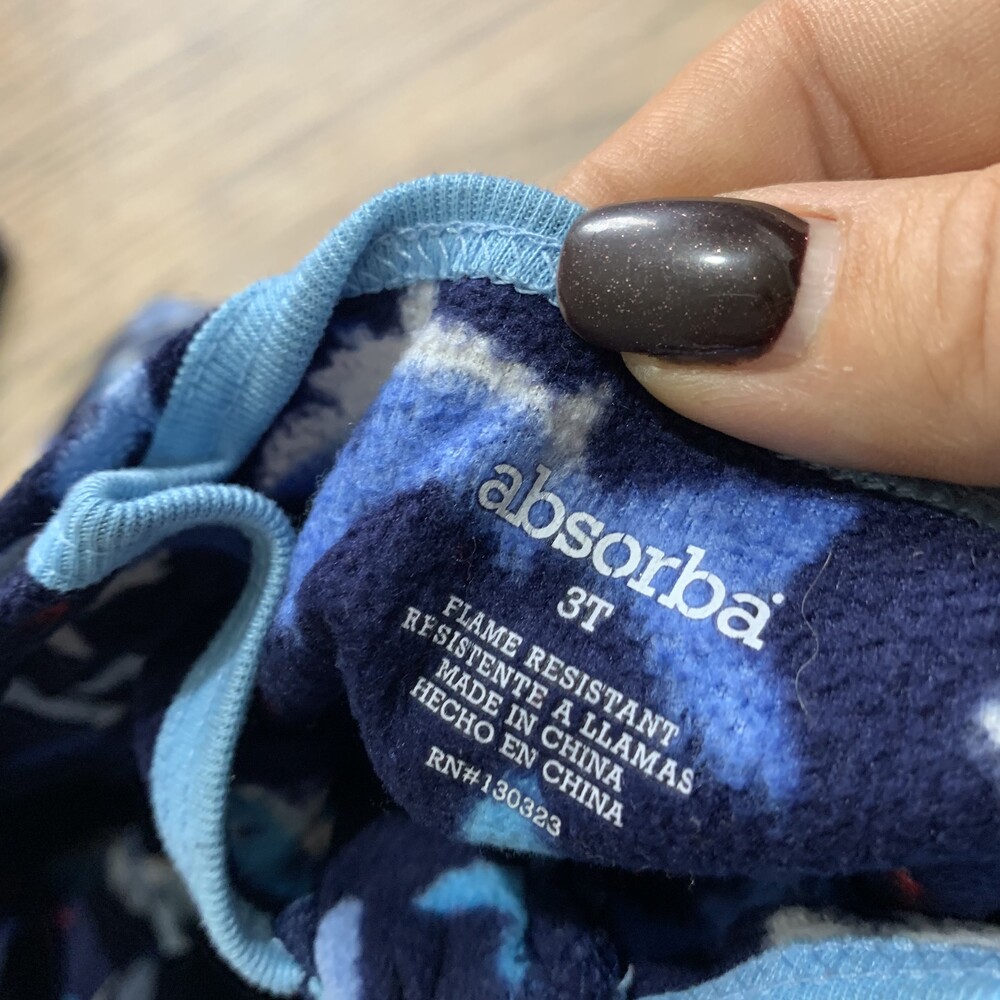 absorba
3T
FLAME RESISTANT
RESISTENTE A LLAMAS
MADE IN CHINA
HECHO EN CHINA
RN#130323